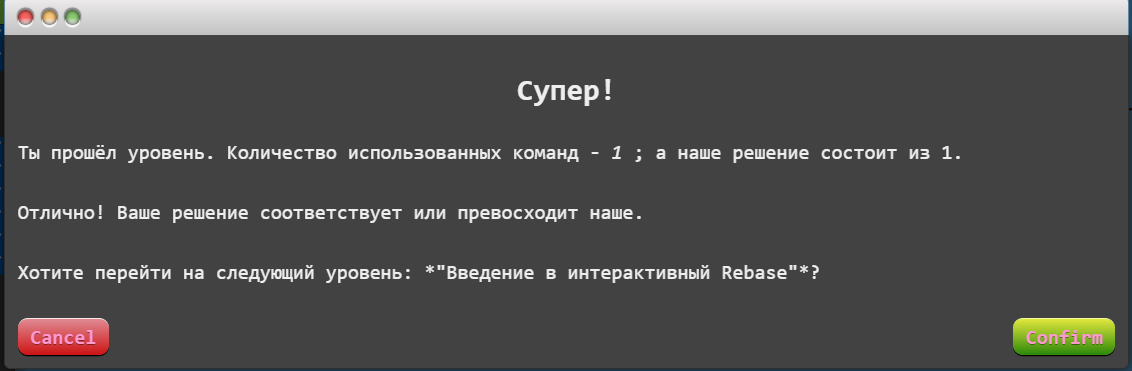 Супер!
Ты прошёл уровень. Количество использованных команд - 1 ; а наше решение состоит из 1.
Отлично! Ваше решение соответствует или превосходит наше.
Хотите перейти на следующий уровень: *"Введение в интерактивный Rebase"*?
Cancel
Confirm